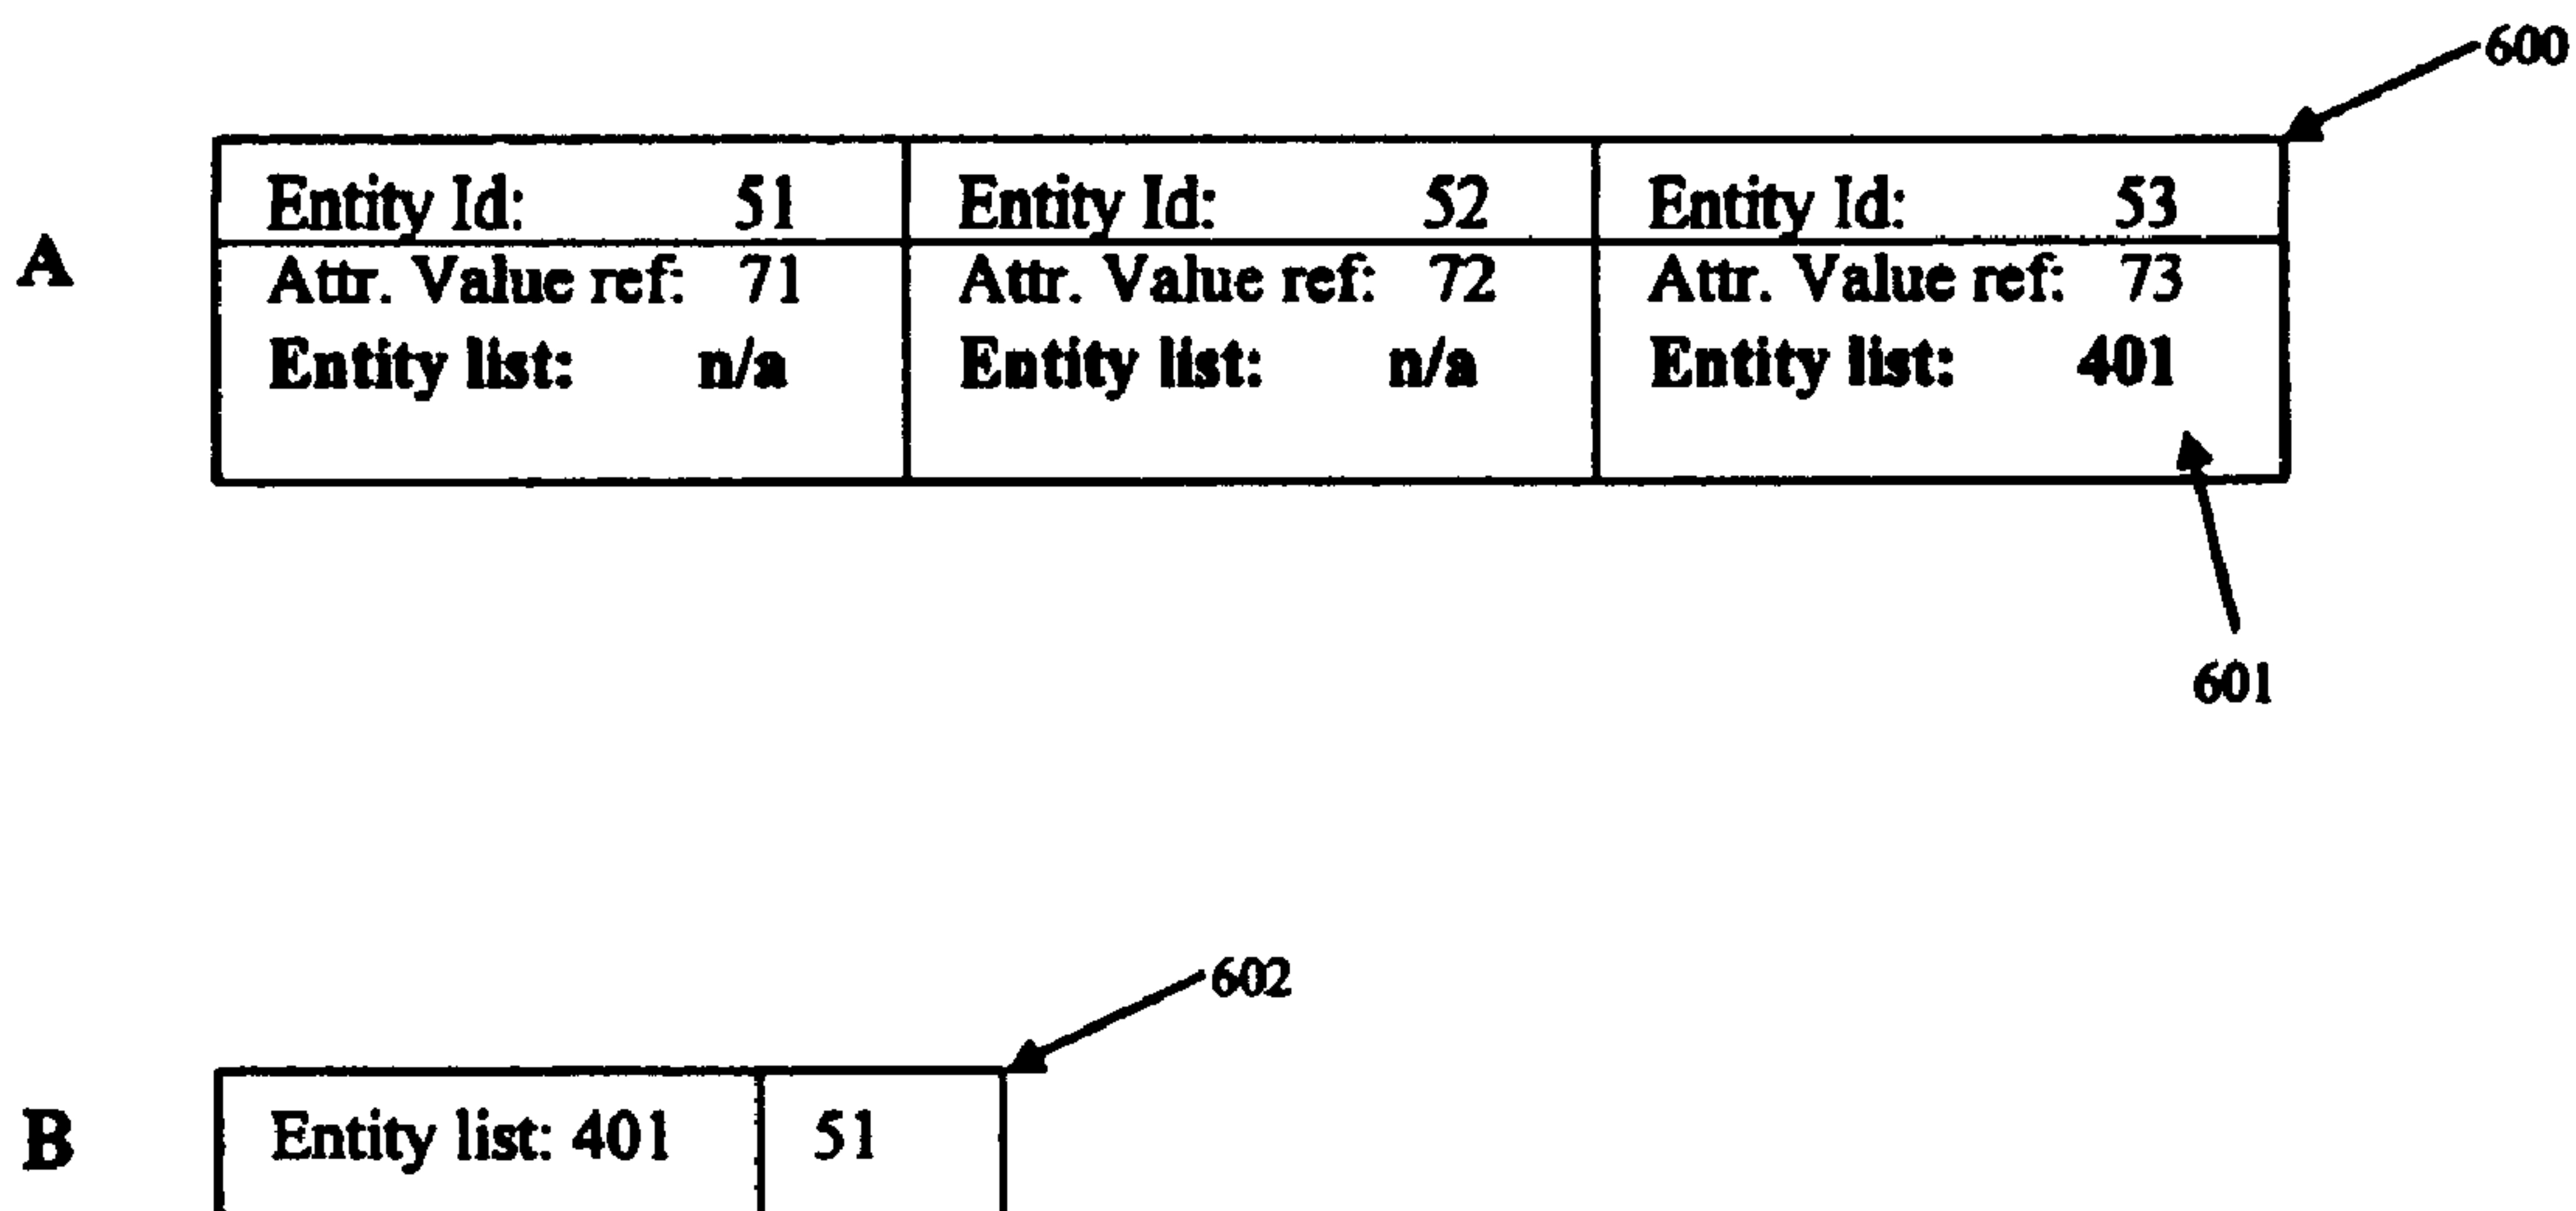 600
Entity Id: 51 Entity Id: 52 Entity Id: 53
A
Attr. Value ref: 71 Attr. Value ref: 72 Attr. Value ref: 73
Entity list: n/a Entity list: n/a Entity list: 401
601
602
B Entity list: 401 51